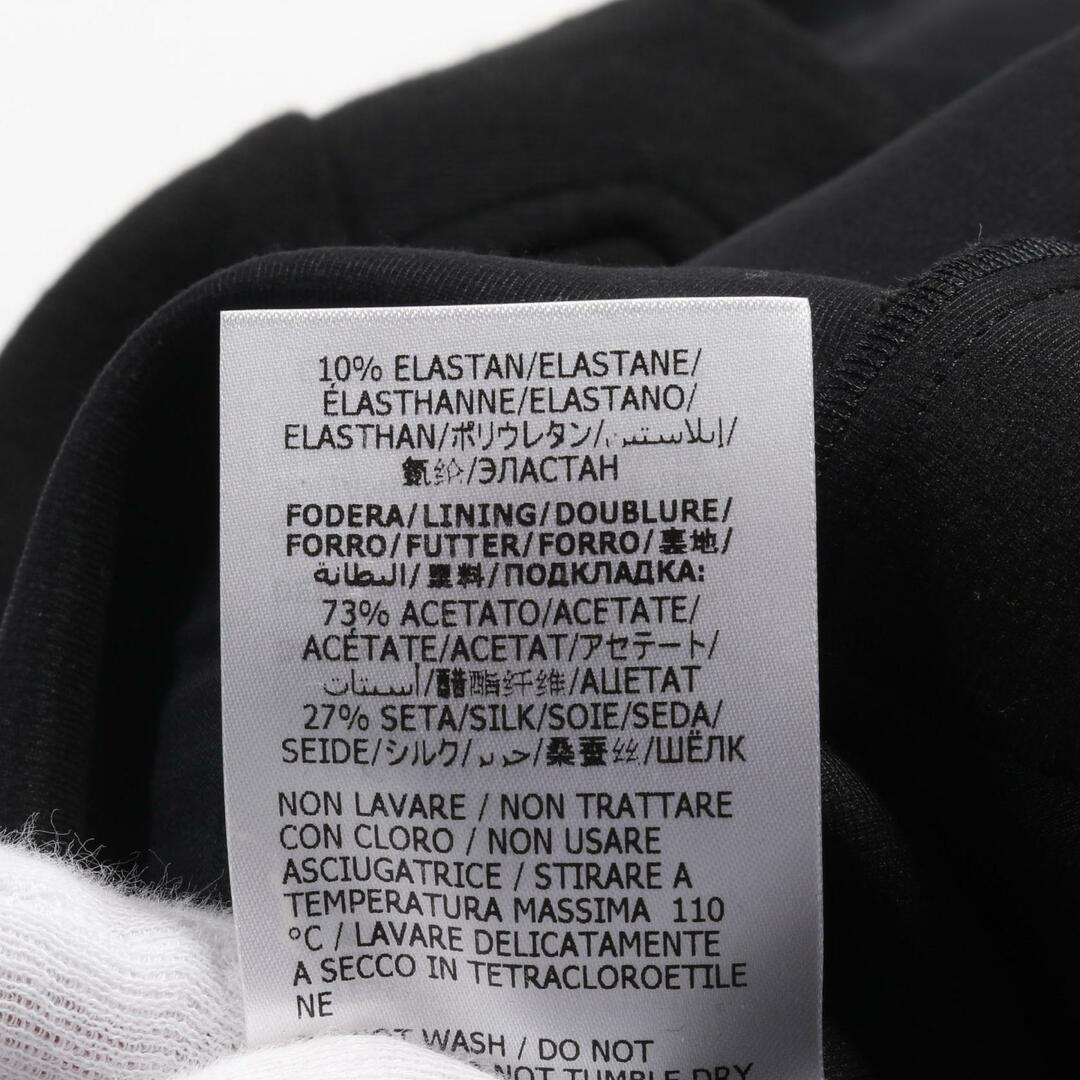 10% ELASTAN/ELASTANE/
ÉLASTHANNE/ELASTANO/
ELASTHAN/ポリウレタン/إيلاستين/
氨纶/ЭЛАСТАН
FODERA/LINING/DOUBLURE/
FORRO/FUTTER/FORRO/裏地/
البطانة/里料/ПОДКЛАДКА:
73% ACETATO/ACETATE/
ACÉTATE/ACETAT/アセテート/
أسيتات/醋酯纤维/АЦЕТАТ
27% SETA/SILK/SOIE/SEDA/
SEIDE/シルク/حرير/桑蚕丝/ШЁЛК
NON LAVARE / NON TRATTARE
CON CLORO / NON USARE
ASCIUGATRICE / STIRARE A
TEMPERATURA MASSIMA 110
°C / LAVARE DELICATAMENTE
A SECCO IN TETRACLOROETILE
NE
WASH / DO NOT
NOT TUMBLE DRY